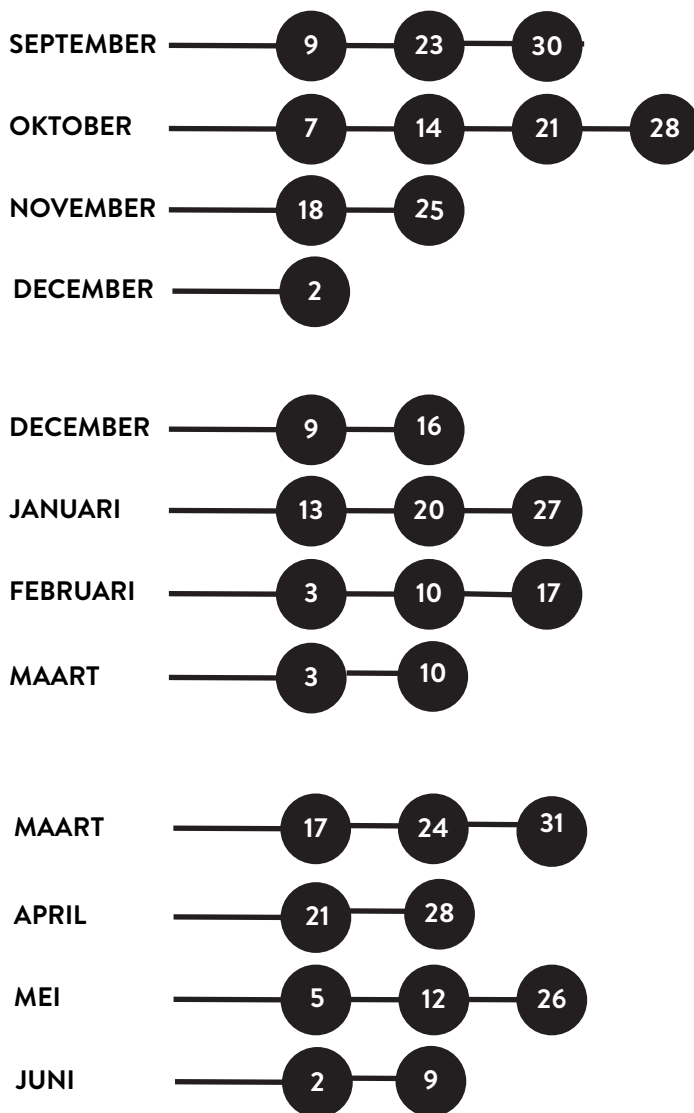 SEPTEMBER 9 23 30
OKTOBER 7 14 21 28
NOVEMBER 18 25
DECEMBER 2
DECEMBER 9 16
JANUARI 13 20 27
FEBRUARI 3 10 17
MAART 3 10
MAART 17 24 31
APRIL 21 28
MEI 5 12 26
JUNI 2 9